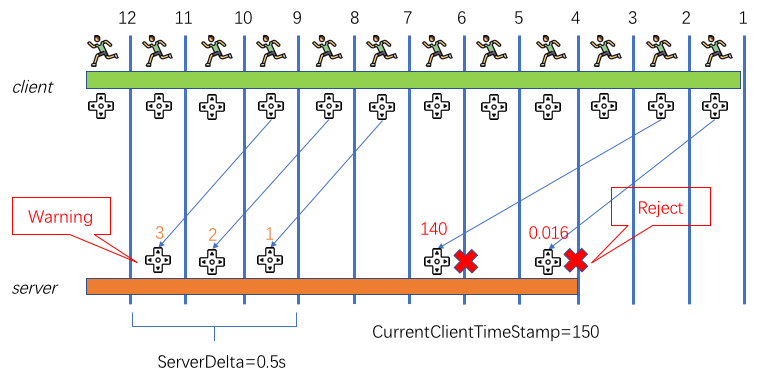 12 11 10 9 8 7 6 5 4 3 2 1
client
Warning
3 2 1 140 0.016
Reject
server
CurrentClientTimeStamp=150
ServerDelta=0.5s